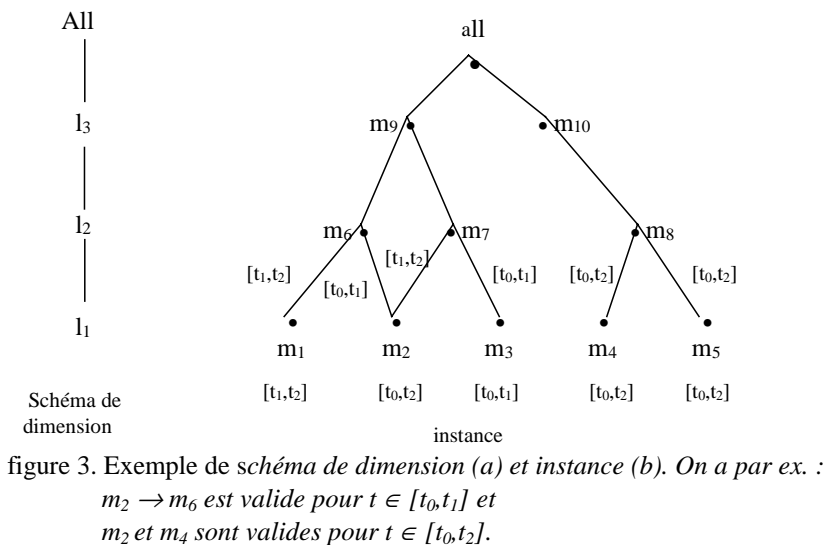 All
all
l3
m9
m10
l2
m6
m7
m8
[t1,t2]
[t0,t1]
[t1,t2]
[t0,t1]
[t0,t2]
[t0,t2]
l1
m1
m2
m3
m4
m5
[t1,t2]
[t0,t2]
[t0,t1]
[t0,t2]
[t0,t2]
Schéma de
dimension
instance
figure 3. Exemple de schéma de dimension (a) et instance (b). On a par ex. :
m2 → m6 est valide pour t ∈ [t0,t1] et
m2 et m4 sont valides pour t ∈ [t0,t2].